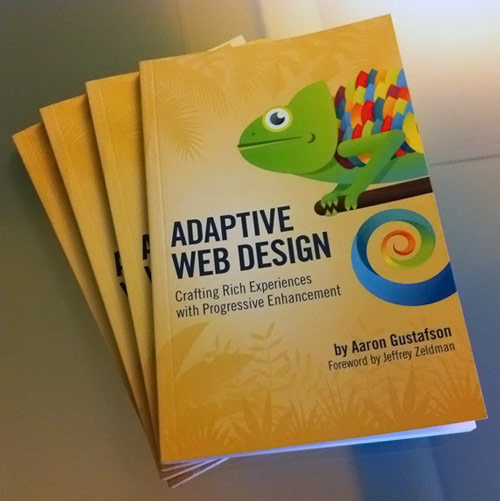 ADAPTIVE
WEB DESIGN
Crafting Rich Experiences
with Progressive Enhancement
by Aaron Gustafson
Foreword by Jeffrey Zeldman